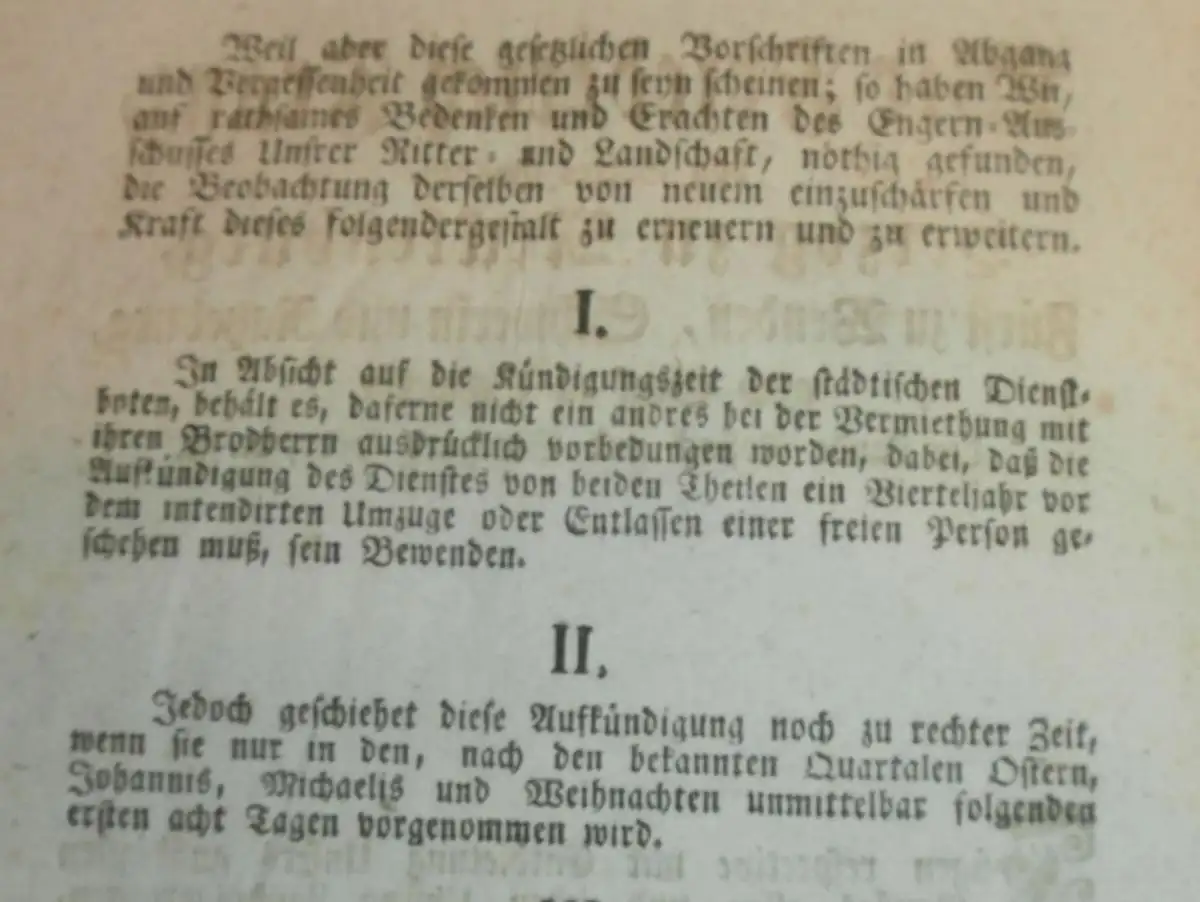 Weil aber diese gesetzlichen Vorschriften in Abgang
und Vergessenheit gekommen zu seyn scheinen; so haben Wir,
auf rathsames Bedenken und Erachten des Engern-Aus-
schusses Unsrer Ritter- und Landschaft, nöthig gefunden,
die Beobachtung derselben von neuem einzuschärfen und
Kraft dieses folgendergestalt zu erneuern und zu erweitern.
I.
In Absicht auf die Kündigungszeit der städtischen Dienst-
boten, behält es, daferne nicht ein andres bei der Vermiethung mit
ihren Brodherrn ausdrücklich vorbedungen worden, dabei, daß die
Aufkündigung des Dienstes von beiden Theilen ein Vierteljahr vor
dem intendirten Umzuge oder Entlassen einer freien Person ge-
schehen muß, sein Bewenden.
II.
Jedoch geschiehet diese Aufkündigung noch zu rechter Zeit,
wenn sie nur in den, nach den bekannten Quartalen Ostern,
Johannis, Michaelis und Weihnachten unmittelbar folgenden
ersten acht Tagen vorgenommen wird.